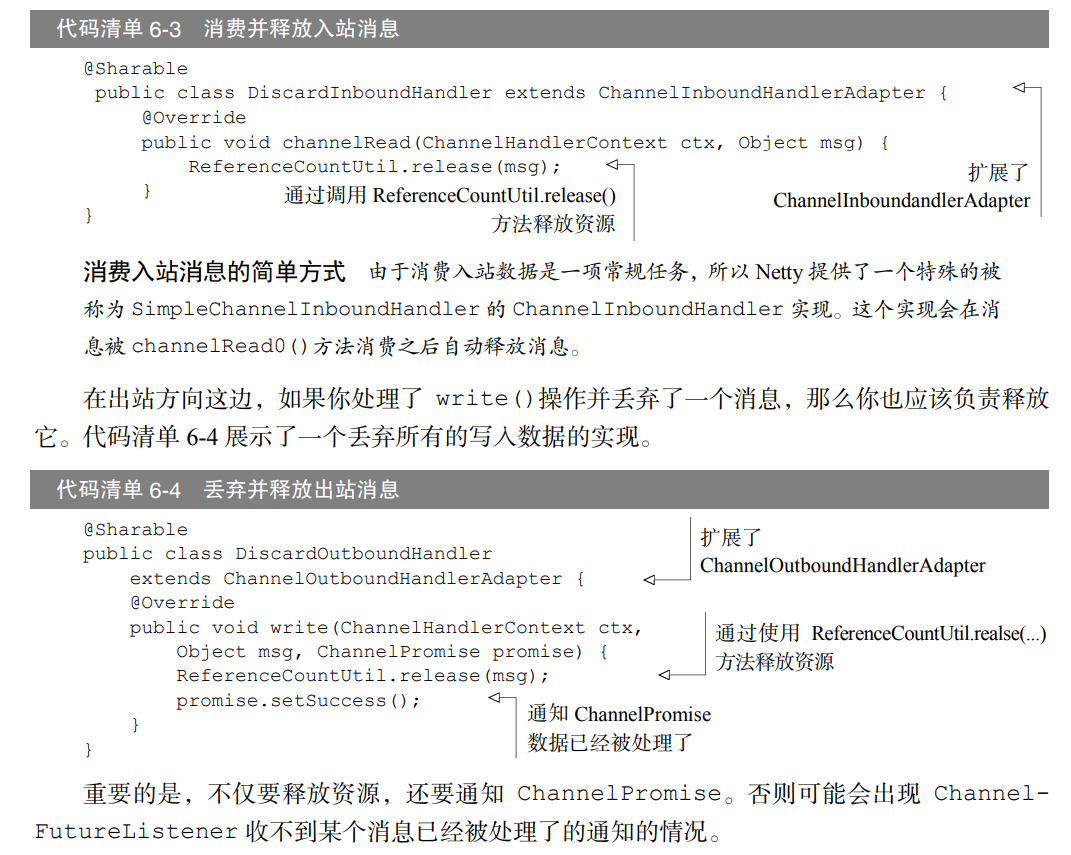 代码清单 6-3 消费并释放入站消息
@Sharable
public class DiscardInboundHandler extends ChannelInboundHandlerAdapter {
@Override
public void channelRead(ChannelHandlerContext ctx, Object msg) {
ReferenceCountUtil.release(msg);
}
}
通过调用 ReferenceCountUtil.release()
方法释放资源
扩展了
ChannelInboundandlerAdapter
消费入站消息的简单方式 由于消费入站数据是一项常规任务，所以 Netty 提供了一个特殊的被
称为 SimpleChannelInboundHandler 的 ChannelInboundHandler 实现。这个实现会在消
息被 channelRead0()方法消费之后自动释放消息。
在出站方向这边，如果你处理了 write()操作并丢弃了一个消息，那么你也应该负责释放
它。代码清单 6-4 展示了一个丢弃所有的写入数据的实现。
代码清单 6-4 丢弃并释放出站消息
@Sharable
public class DiscardOutboundHandler
extends ChannelOutboundHandlerAdapter {
@Override
public void write(ChannelHandlerContext ctx,
Object msg, ChannelPromise promise) {
ReferenceCountUtil.release(msg);
promise.setSuccess();
}
}
扩展了
ChannelOutboundHandlerAdapter
通过使用 ReferenceCountUtil.realse(...)
方法释放资源
通知 ChannelPromise
数据已经被处理了
重要的是，不仅要释放资源，还要通知 ChannelPromise。否则可能会出现 Channel-
FutureListener 收不到某个消息已经被处理了的通知的情况。